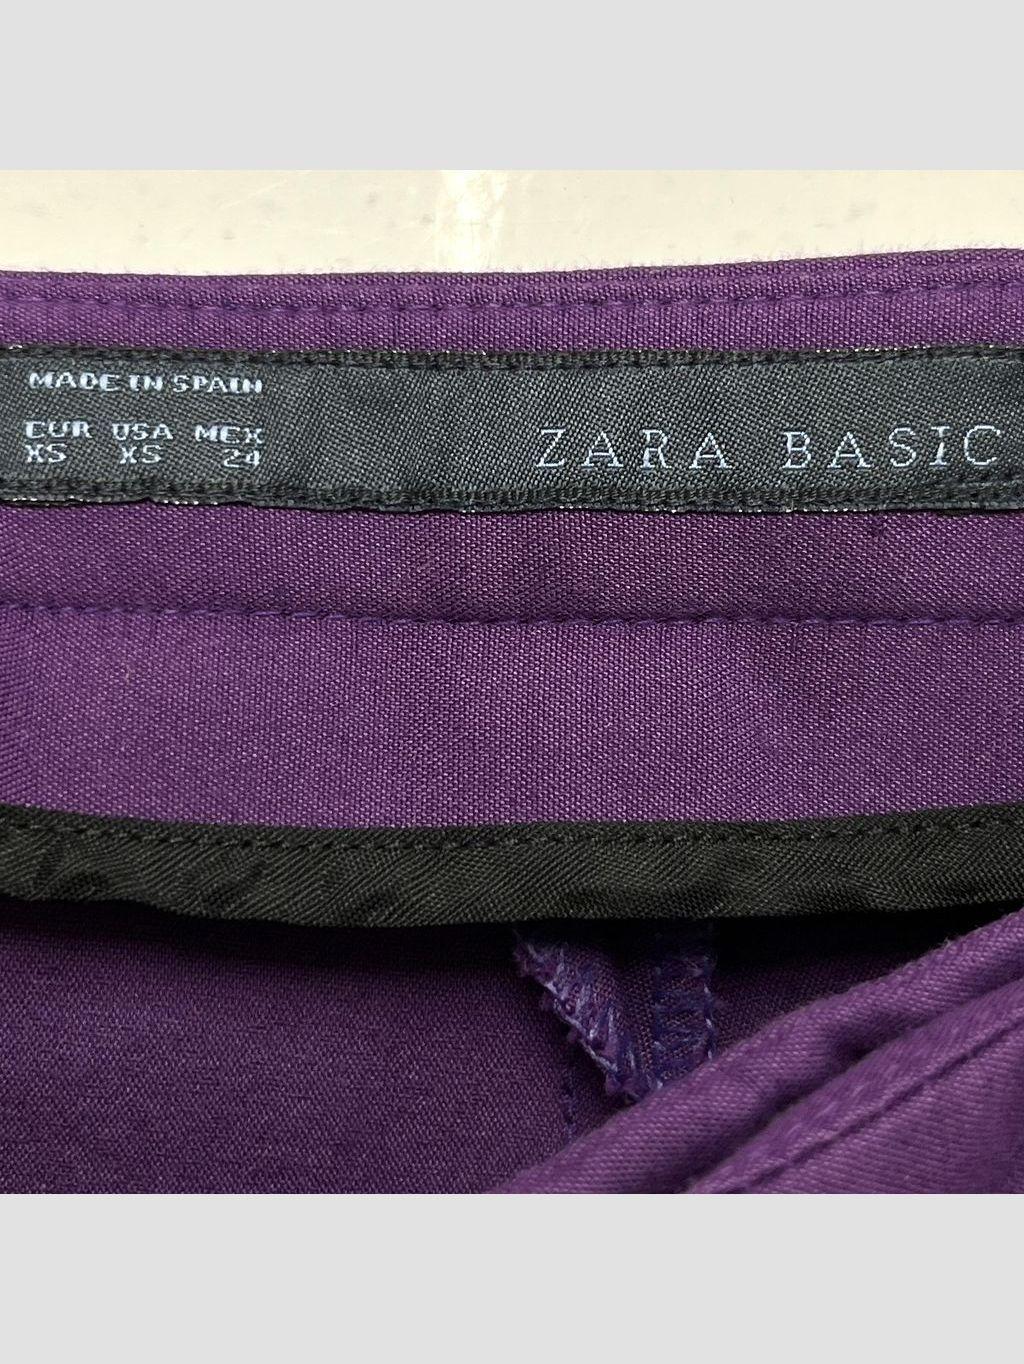 MADE IN SPAIN
EUR USA MEX
XS XS 24
ZARA BASIC